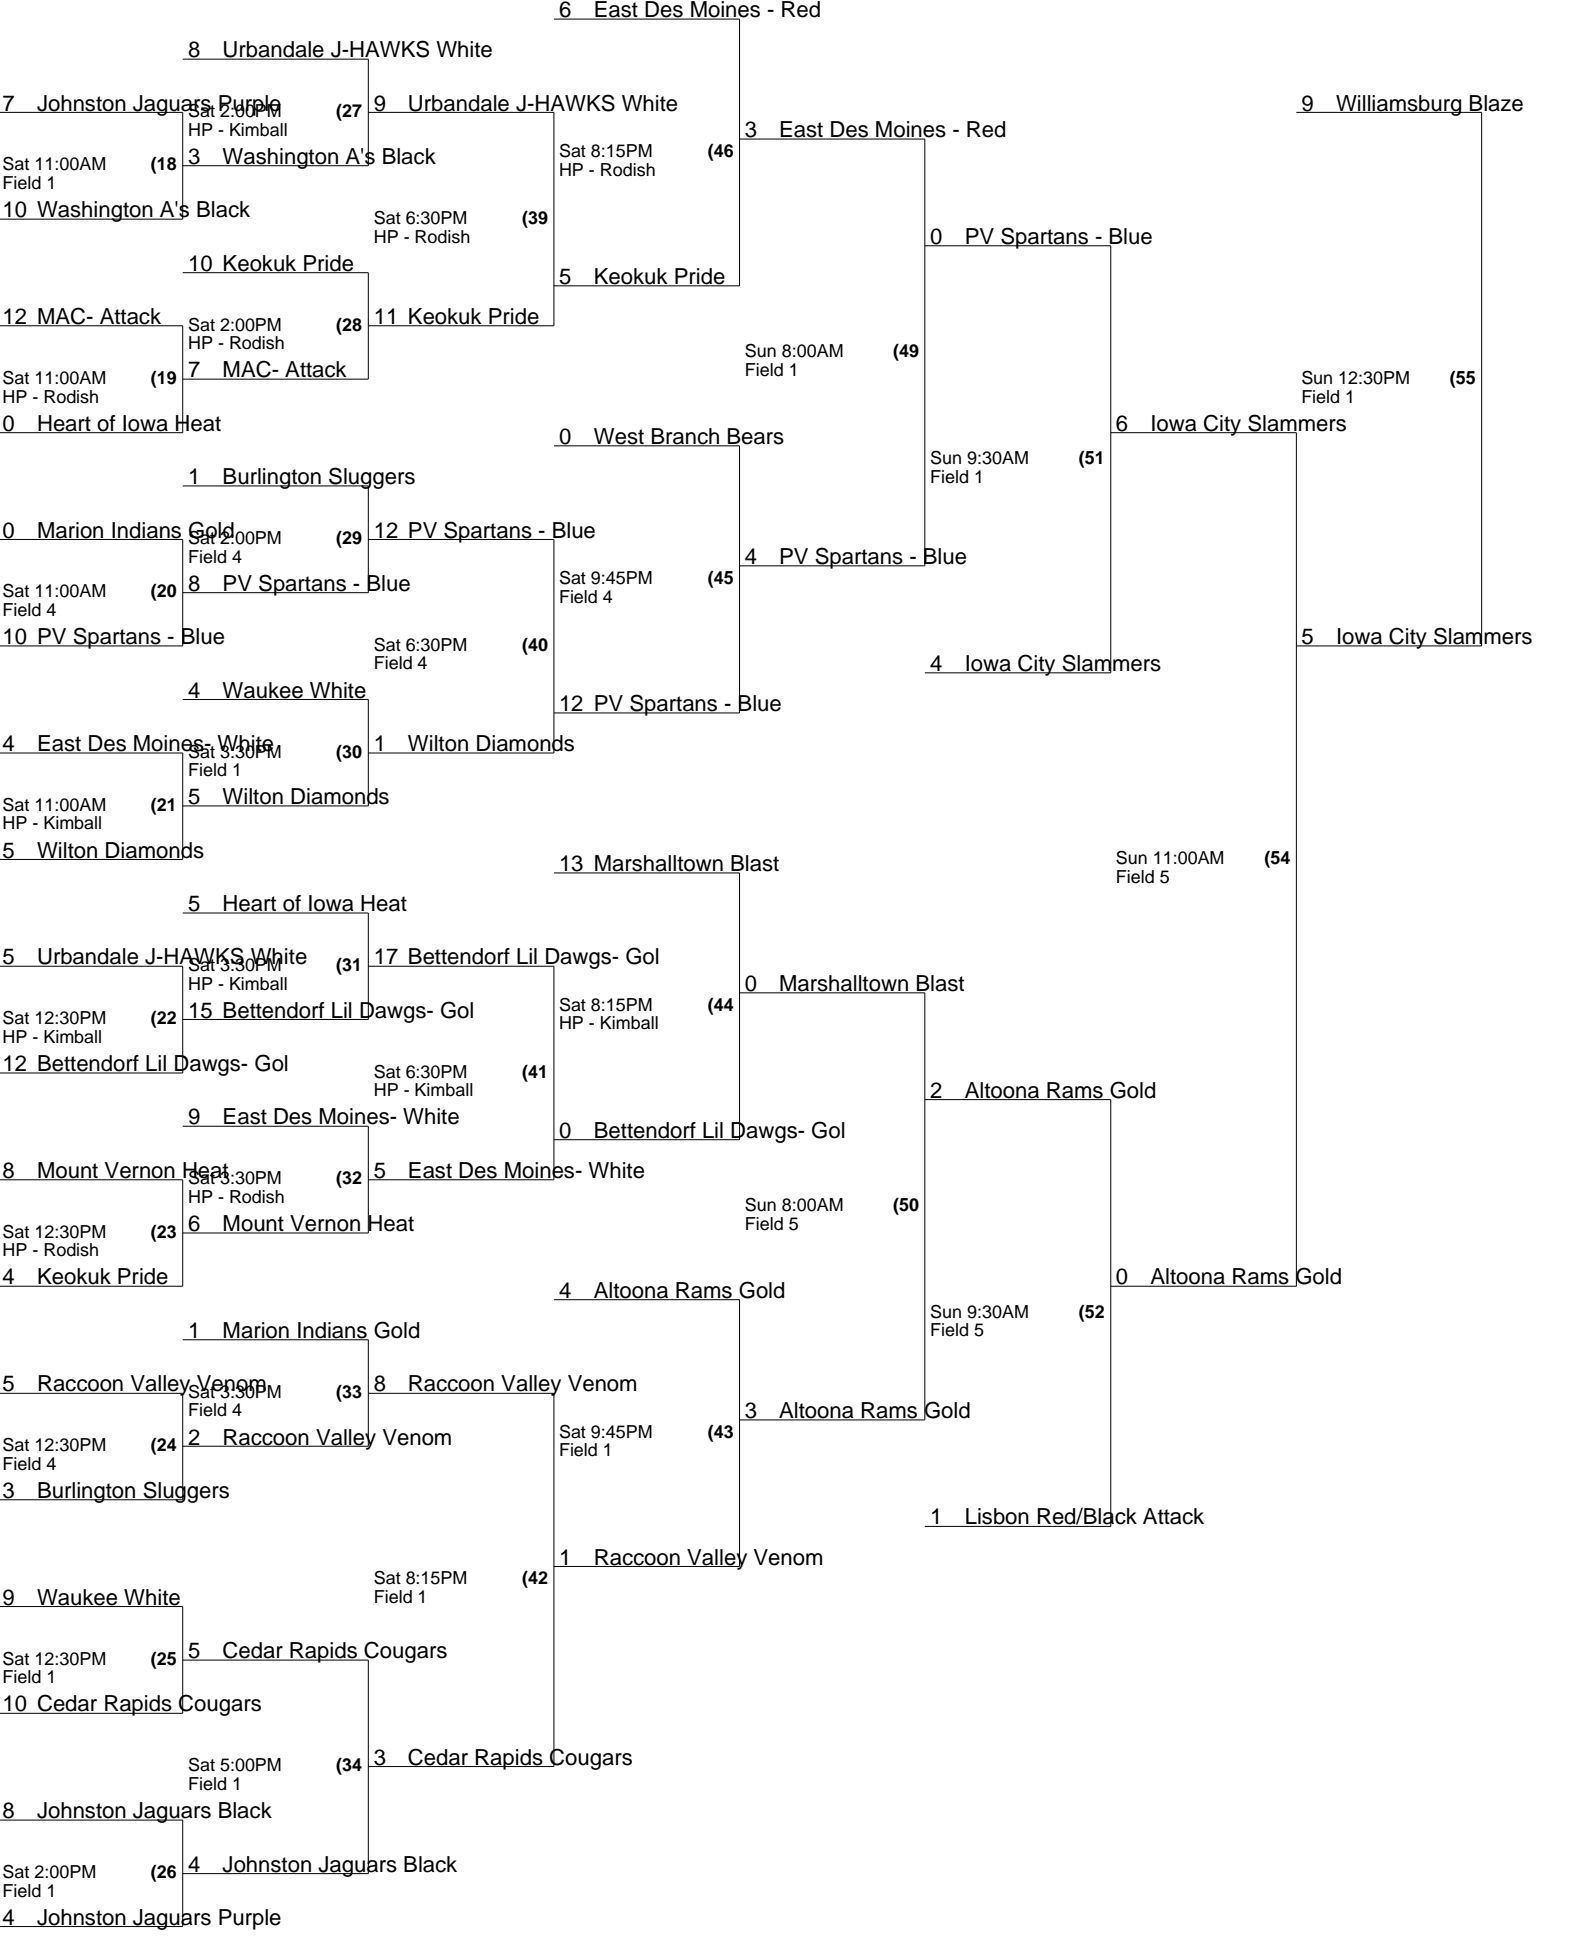 6 East Des Moines - Red
8 Urbandale J-HAWKS White
7 Johnston Jaguars Purple
Sat 2:00PM (27
HP - Kimball
9 Urbandale J-HAWKS White
9 Williamsburg Blaze
3 East Des Moines - Red
Sat 11:00AM (18
Field 1
3 Washington A's Black
Sat 8:15PM (46
HP - Rodish
10 Washington A's Black
Sat 6:30PM (39
HP - Rodish
0 PV Spartans - Blue
10 Keokuk Pride
5 Keokuk Pride
12 MAC- Attack
Sat 2:00PM (28
HP - Rodish
11 Keokuk Pride
Sun 8:00AM (49
Field 1
Sat 11:00AM (19
HP - Rodish
7 MAC- Attack
Sun 12:30PM (55
Field 1
0 Heart of Iowa Heat
6 Iowa City Slammers
0 West Branch Bears
Sun 9:30AM (51
Field 1
1 Burlington Sluggers
0 Marion Indians Gold
Sat 2:00PM (29
Field 4
12 PV Spartans - Blue
4 PV Spartans - Blue
Sat 11:00AM (20
Field 4
8 PV Spartans - Blue
Sat 9:45PM (45
Field 4
10 PV Spartans - Blue
Sat 6:30PM (40
Field 4
5 Iowa City Slammers
4 Iowa City Slammers
4 Waukee White
12 PV Spartans - Blue
4 East Des Moines- White
Sat 3:30PM (30
Field 1
1 Wilton Diamonds
Sat 11:00AM (21
HP - Kimball
5 Wilton Diamonds
5 Wilton Diamonds
13 Marshalltown Blast
Sun 11:00AM (54
Field 5
5 Heart of Iowa Heat
5 Urbandale J-HAWKS White
Sat 3:30PM (31
HP - Kimball
17 Bettendorf Lil Dawgs- Gol
0 Marshalltown Blast
Sat 12:30PM (22
HP - Kimball
15 Bettendorf Lil Dawgs- Gol
Sat 8:15PM (44
HP - Kimball
12 Bettendorf Lil Dawgs- Gol
Sat 6:30PM (41
HP - Kimball
2 Altoona Rams Gold
9 East Des Moines- White
0 Bettendorf Lil Dawgs- Gol
8 Mount Vernon Heat
Sat 3:30PM (32
HP - Rodish
5 East Des Moines- White
Sun 8:00AM (50
Field 5
Sat 12:30PM (23
HP - Rodish
6 Mount Vernon Heat
4 Keokuk Pride
0 Altoona Rams Gold
4 Altoona Rams Gold
Sun 9:30AM (52
Field 5
1 Marion Indians Gold
5 Raccoon Valley Venom
Sat 3:30PM (33
Field 4
8 Raccoon Valley Venom
3 Altoona Rams Gold
Sat 12:30PM (24
Field 4
2 Raccoon Valley Venom
Sat 9:45PM (43
Field 1
3 Burlington Sluggers
1 Lisbon Red/Black Attack
1 Raccoon Valley Venom
Sat 8:15PM (42
Field 1
9 Waukee White
Sat 12:30PM (25
Field 1
5 Cedar Rapids Cougars
10 Cedar Rapids Cougars
Sat 5:00PM (34
Field 1
3 Cedar Rapids Cougars
8 Johnston Jaguars Black
Sat 2:00PM (26
Field 1
4 Johnston Jaguars Black
4 Johnston Jaguars Purple